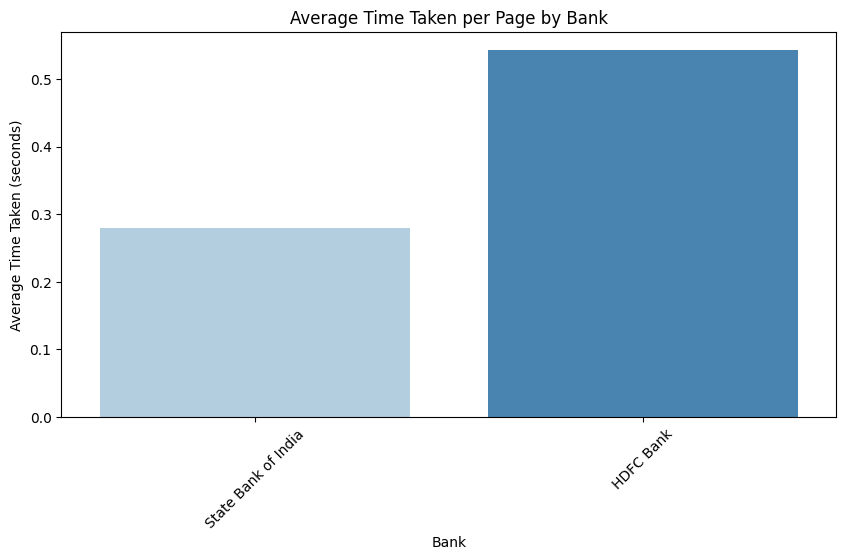 Average Time Taken per Page by Bank
Average Time Taken (seconds)
0.5
0.4
0.3
0.2
0.1
0.0
State Bank of India
HDFC Bank
Bank